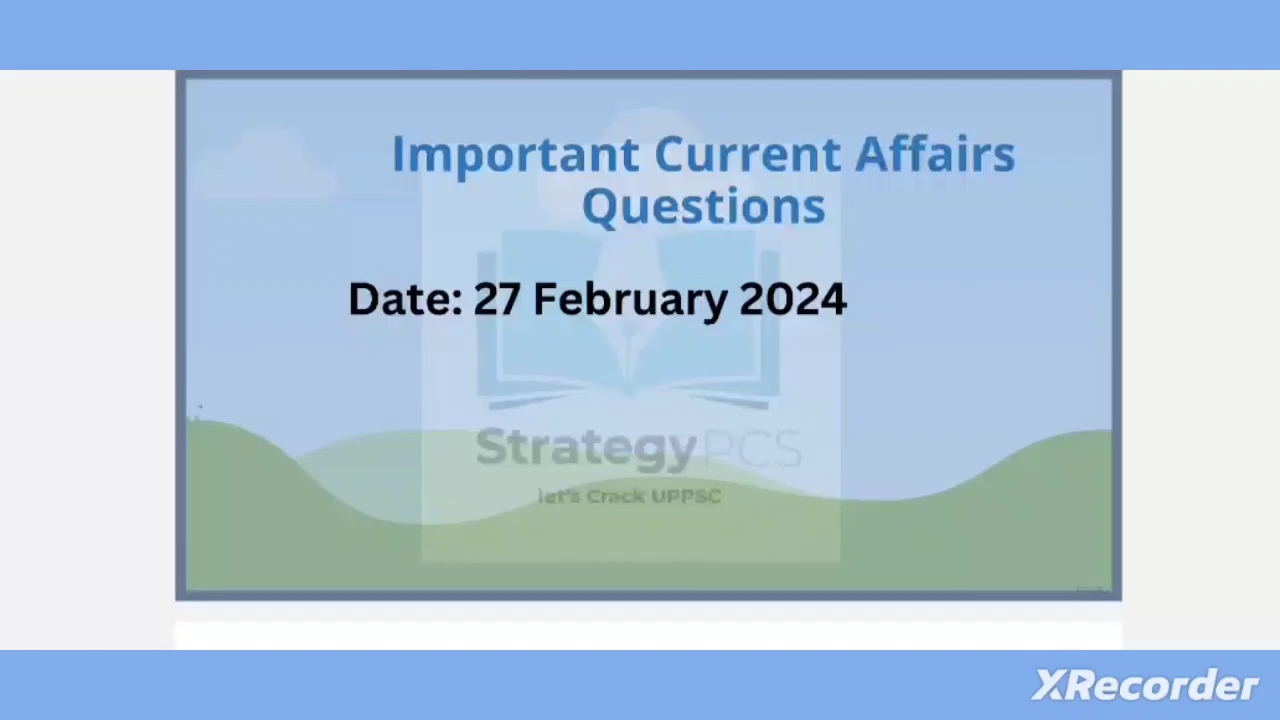 Important Current Affairs
Questions
Date: 27 February 2024
StrategyPCS
let's Crack UPPSC
XRecorder